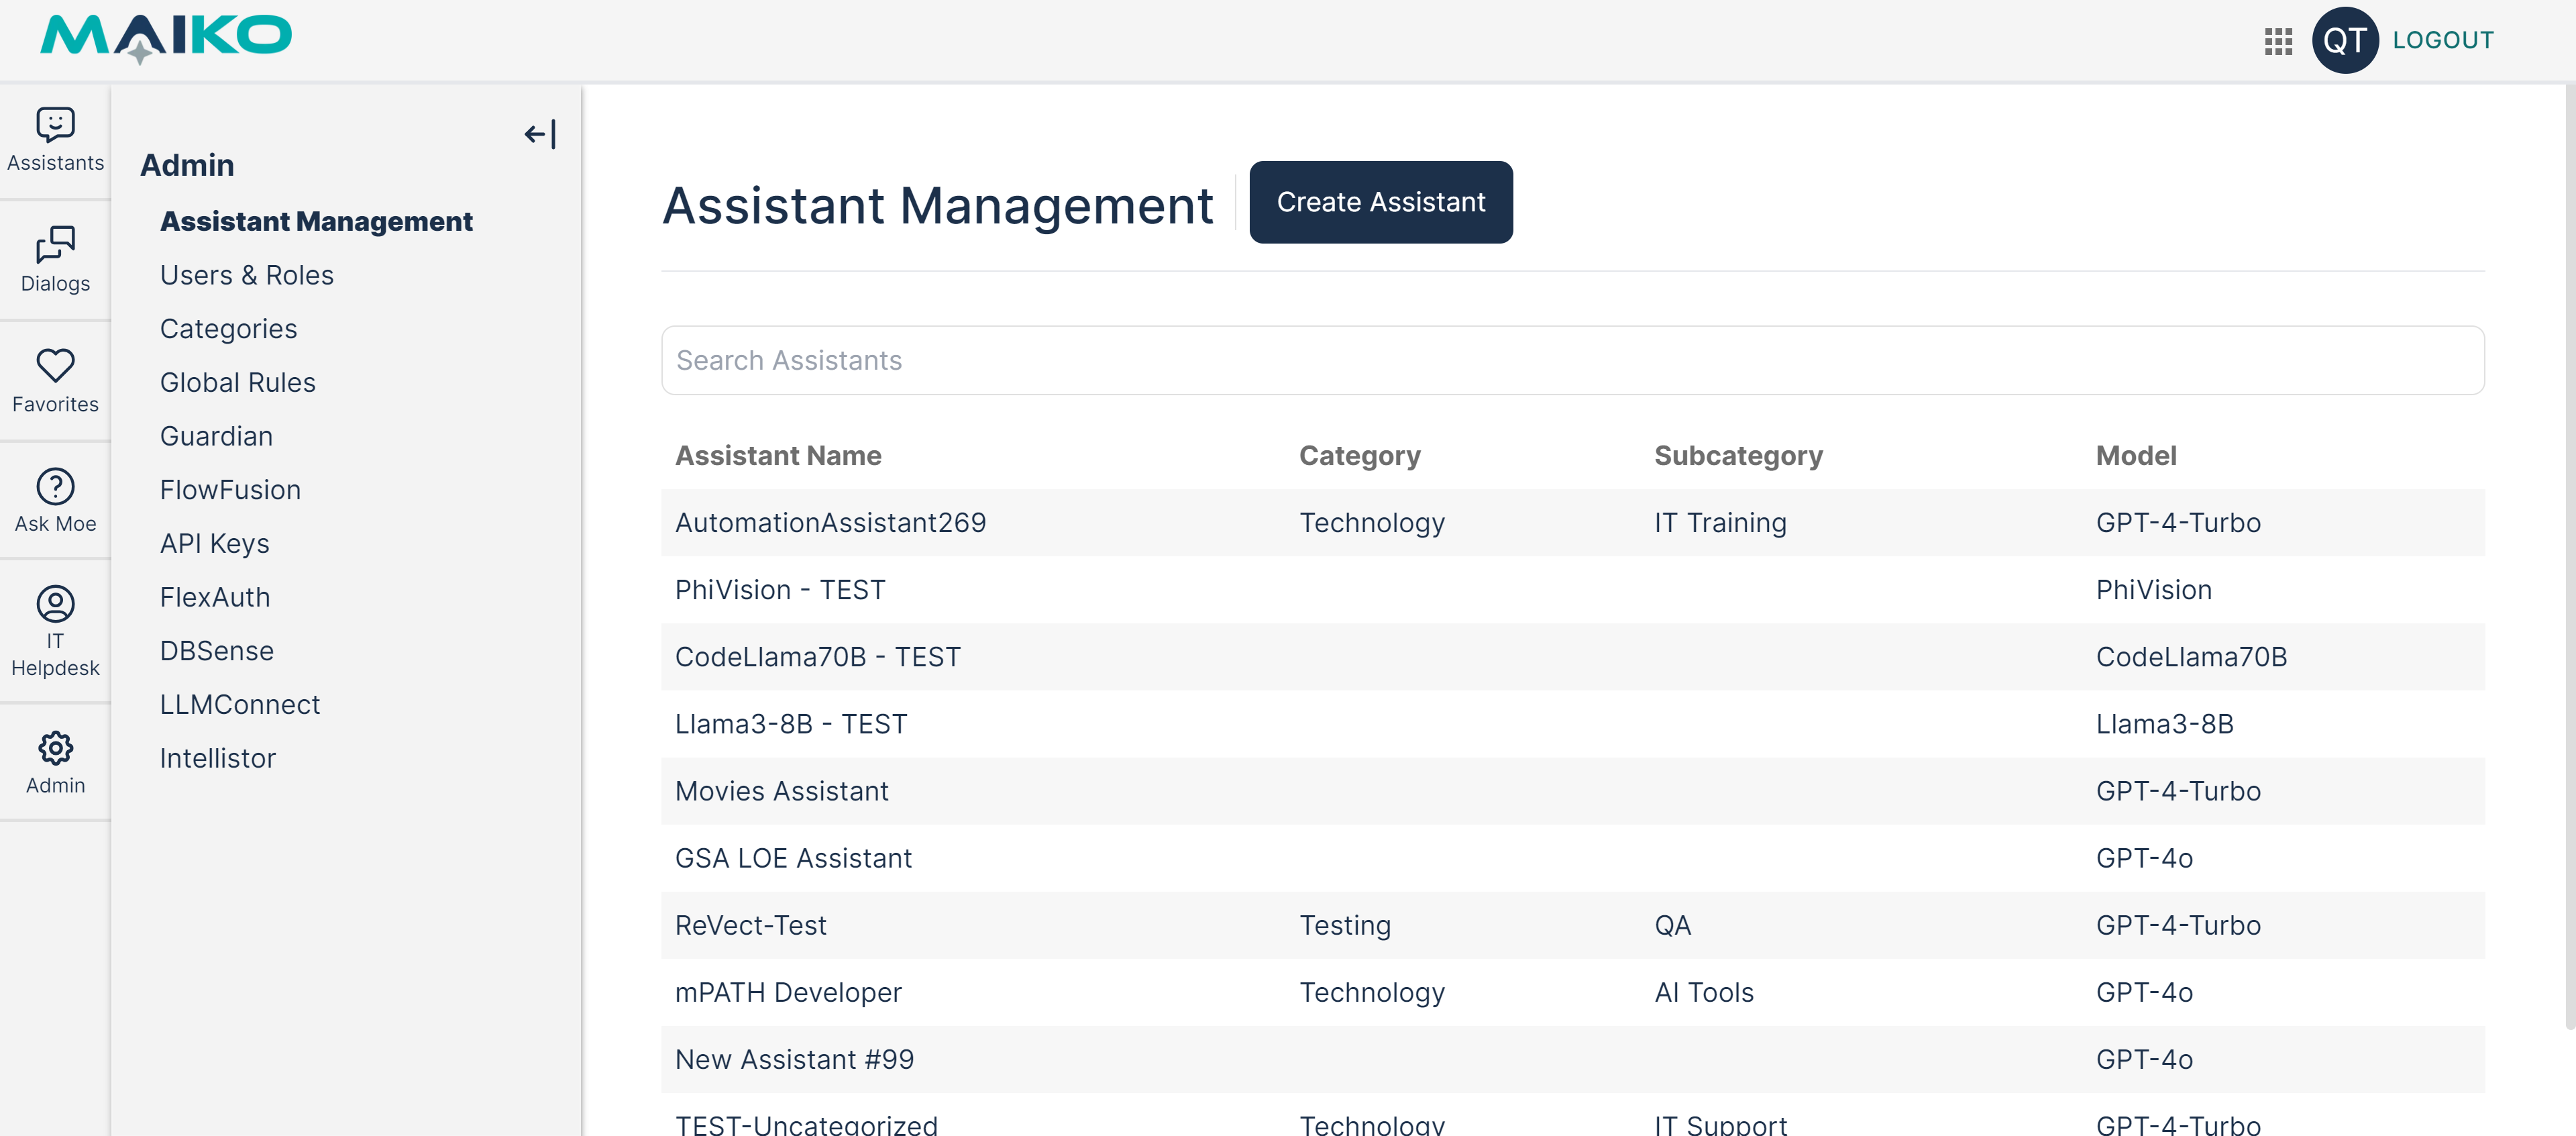 MAIKO
QT LOGOUT
Assistants
Dialogs
Favorites
Ask Moe
IT
Helpdesk
Admin
Admin
Assistant Management
Users & Roles
Categories
Global Rules
Guardian
FlowFusion
API Keys
FlexAuth
DBSense
LLMConnect
Intellistor
Assistant Management Create Assistant
Search Assistants
Assistant Name Category Subcategory Model
AutomationAssistant269 Technology IT Training GPT-4-Turbo
PhiVision - TEST PhiVision
CodeLlama70B - TEST CodeLlama70B
Llama3-8B - TEST Llama3-8B
Movies Assistant GPT-4-Turbo
GSA LOE Assistant GPT-4o
ReVect-Test Testing QA GPT-4-Turbo
mPATH Developer Technology AI Tools GPT-4o
New Assistant #99 GPT-4o
TEST-Uncategorized Technology IT Support GPT-4-Turbo